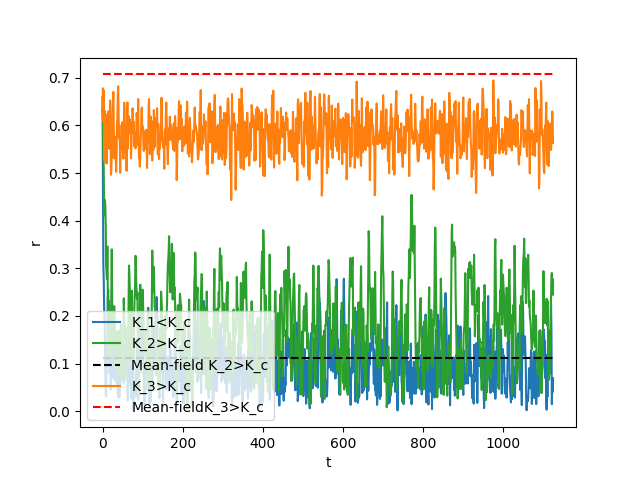 0.7
0.6
0.5
0.4
0.3
0.2
0.1
0.0
r
K_1<K_c
K_2>K_c
Mean-field K_2>K_c
K_3>K_c
Mean-fieldK_3>K_c
0 200 400 600 800 1000
t